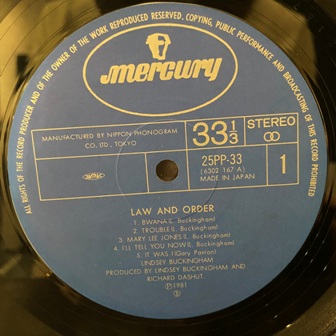 ALL RIGHTS OF THE RECORD PRODUCER AND OF THE OWNER OF THE WORK REPRODUCED RESERVED. COPYING, PUBLIC PERFORMANCE AND BROADCASTING OF THIS RECORD PROHIBITED
mercury
MANUFACTURED BY NIPPON PHONOGRAM
CO., LTD., TOKYO
33 1/3
STEREO
25PP-33
(6302 167 A)
MADE IN JAPAN
1
LAW AND ORDER
1. BWANA (L. Buckingham)
2. TROUBLE (L. Buckingham)
3. MARY LEE JONES (L. Buckingham)
4. I'LL TELL YOU NOW (L. Buckingham)
5. IT WAS I (Gary Paxton)
LINDSEY BUCKINGHAM
PRODUCED BY LINDSEY BUCKINGHAM AND
RICHARD DASHUT.
Ⓟ1981